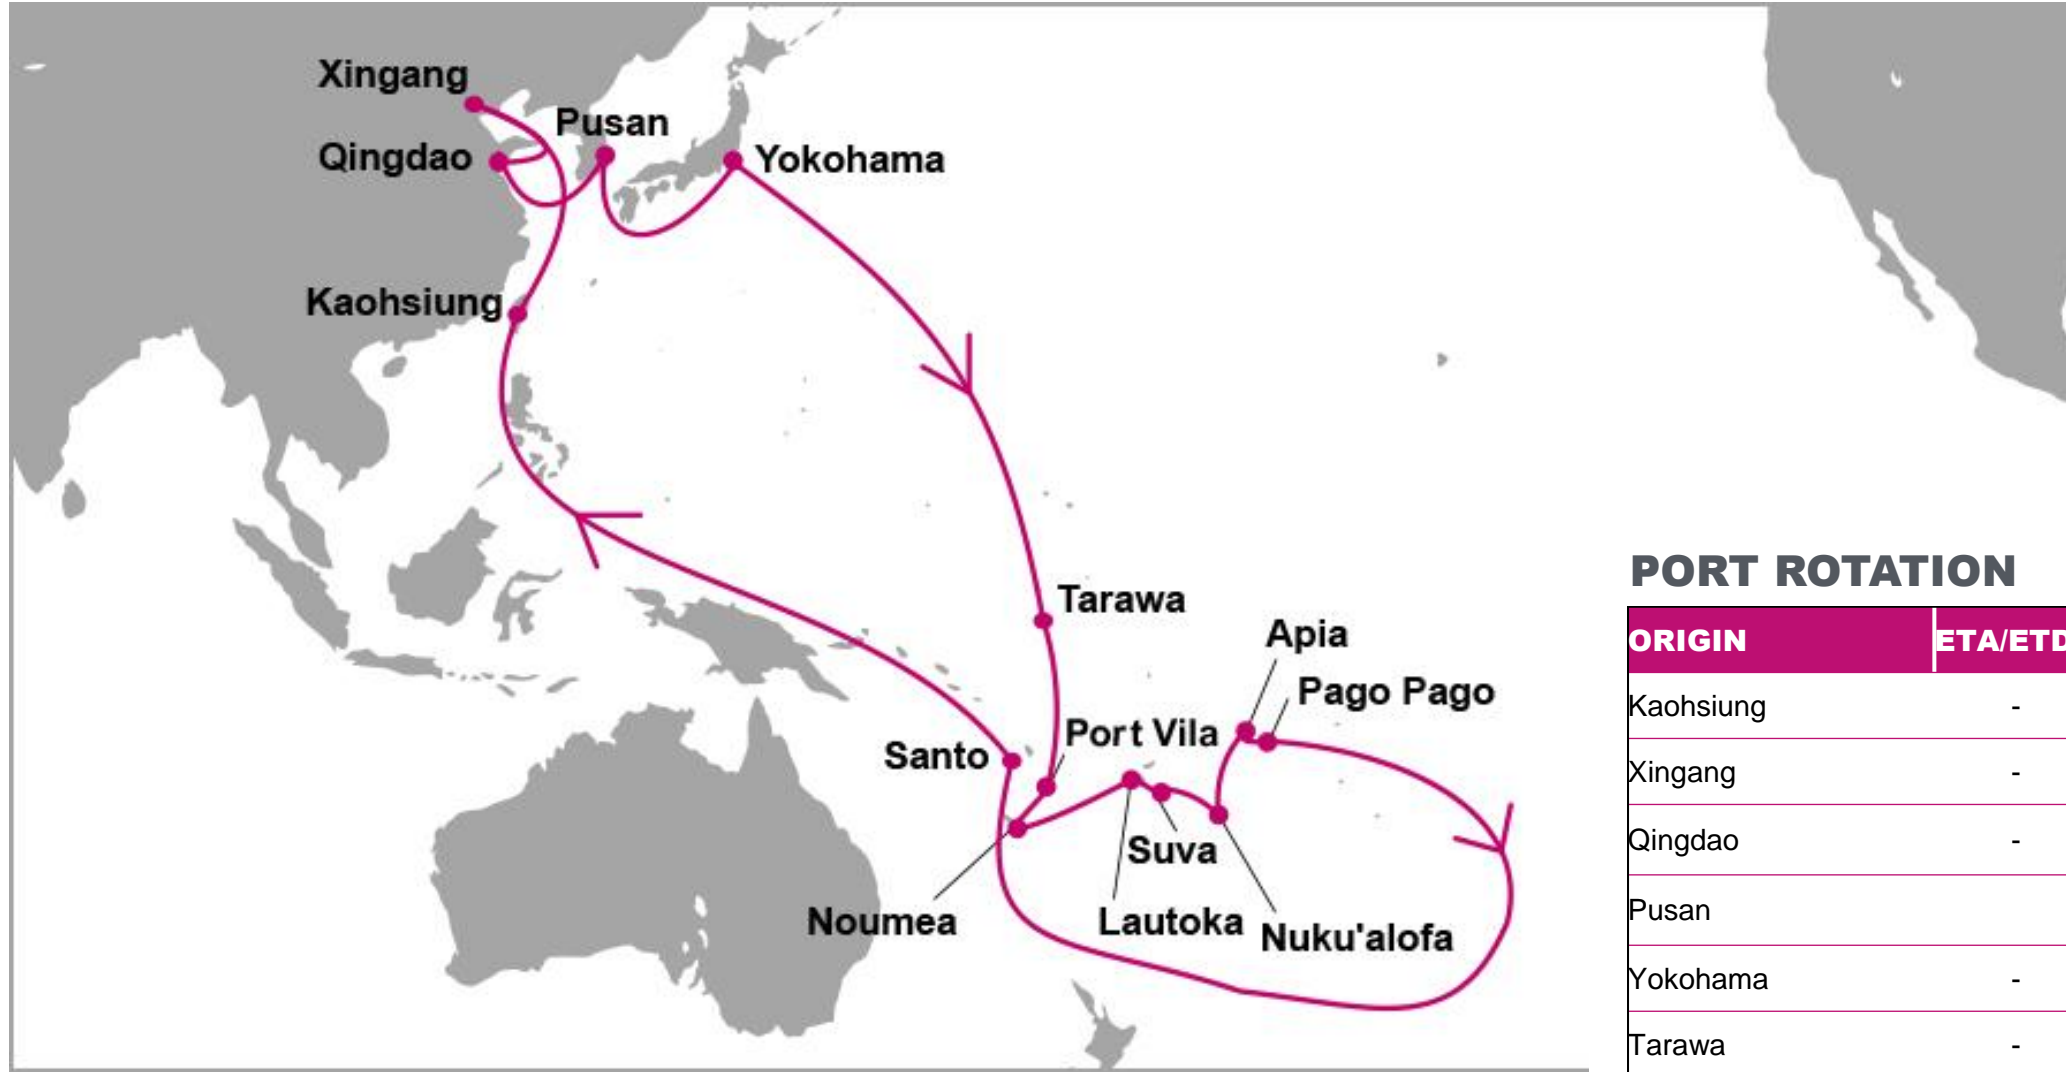 Xingang
Pusan
Qingdao
Yokohama
Kaohsiung
Tarawa
Apia
Pago Pago
Port Vila
Santo
Suva
Noumea
Lautoka
Nuku'alofa
PORT ROTATION
ORIGIN ETA/ETD
Kaohsiung -
Xingang -
Qingdao -
Pusan
Yokohama -
Tarawa -